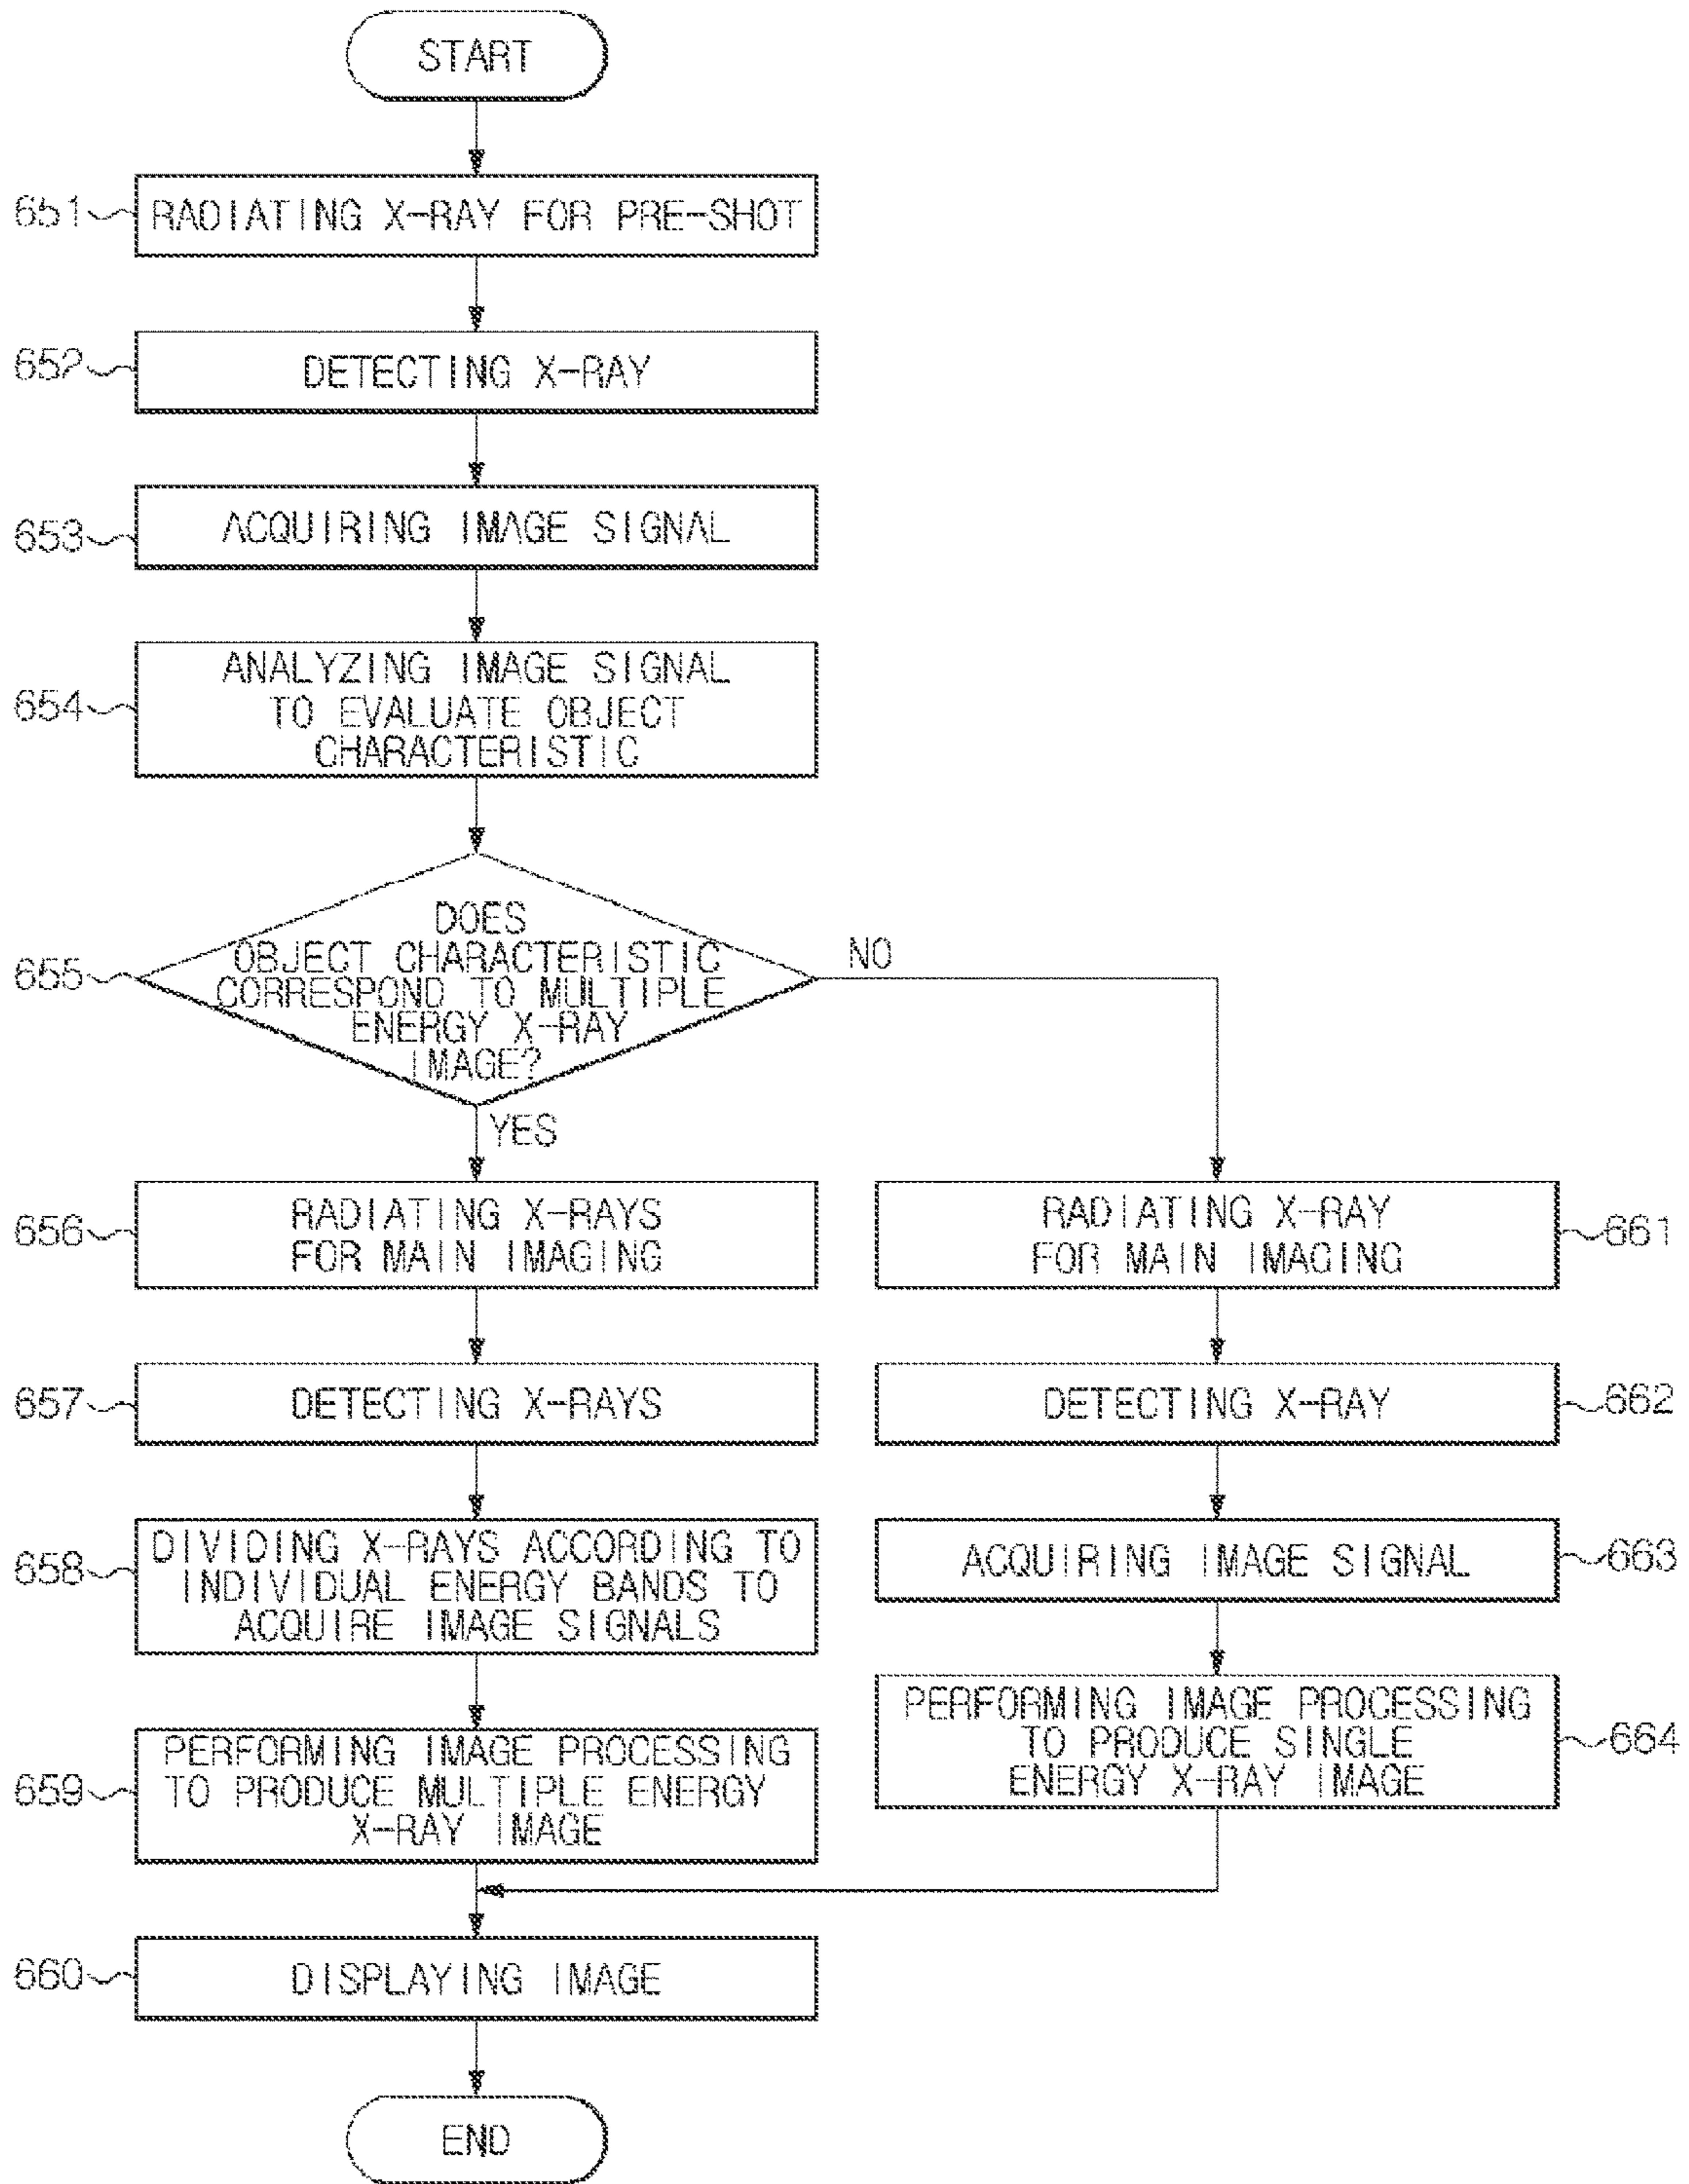 START
651
RADIATING X-RAY FOR PRE-SHOT
652
DETECTING X-RAY
653
ACQUIRING IMAGE SIGNAL
654
ANALYZING IMAGE SIGNAL
TO EVALUATE OBJECT
CHARACTERISTIC
655
DOES
OBJECT CHARACTERISTIC
CORRESPOND TO MULTIPLE
ENERGY X-RAY
IMAGE?
NO
YES
656
RADIATING X-RAYS
FOR MAIN IMAGING
657
DETECTING X-RAYS
658
DIVIDING X-RAYS ACCORDING TO
INDIVIDUAL ENERGY BANDS TO
ACQUIRE IMAGE SIGNALS
659
PERFORMING IMAGE PROCESSING
TO PRODUCE MULTIPLE ENERGY
X-RAY IMAGE
RADIATING X-RAY
FOR MAIN IMAGING
661
DETECTING X-RAY
662
ACQUIRING IMAGE SIGNAL
663
PERFORMING IMAGE PROCESSING
TO PRODUCE SINGLE
ENERGY X-RAY IMAGE
664
660
DISPLAYING IMAGE
END